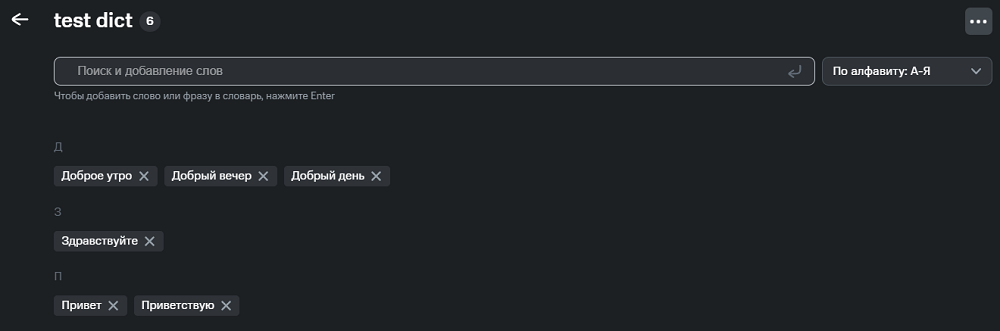 test dict 6
Поиск и добавление слов
По алфавиту: А-Я
Чтобы добавить слово или фразу в словарь, нажмите Enter
Д
Доброе утро Добрый вечер Добрый день
З
Здравствуйте
П
Привет Приветствую